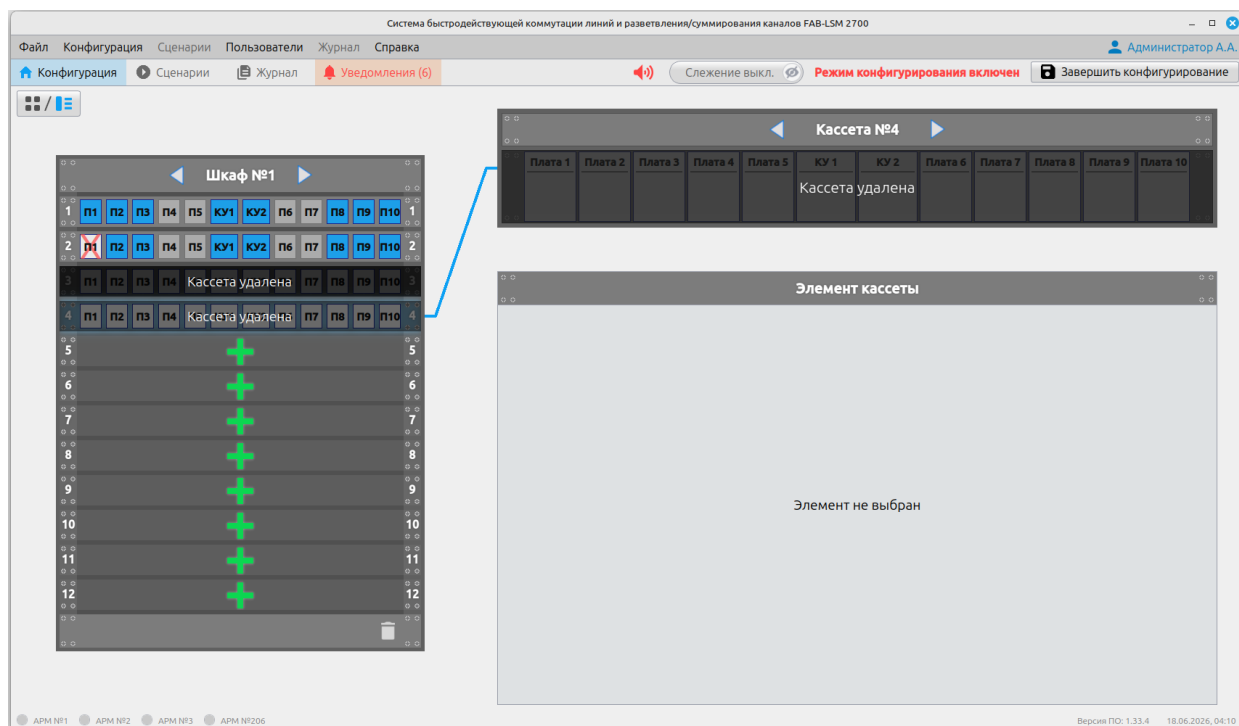 Система быстродействующей коммутации линий и разветвления/суммирования каналов FAB-LSM 2700
Файл Конфигурация Сценарии Пользователи Журнал Справка Администратор А.А.
Конфигурация Сценарии Журнал Уведомления (6) Слежение выкл. Режим конфигурирования включен Завершить конфигурирование
/
Кассета №4
Плата 1 Плата 2 Плата 3 Плата 4 Плата 5 КУ 1 КУ 2 Плата 6 Плата 7 Плата 8 Плата 9 Плата 10
Кассета удалена
Шкаф №1
1 П1 П2 П3 П4 П5 КУ1 КУ2 П6 П7 П8 П9 П10 1
2 П1 П2 П3 П4 П5 КУ1 КУ2 П6 П7 П8 П9 П10 2
3 П1 П2 П3 П4 Кассета удалена П7 П8 П9 П10 3
4 П1 П2 П3 П4 Кассета удалена П7 П8 П9 П10 4
5 5
6 6
7 7
8 8
9 9
10 10
11 11
12 12
Элемент кассеты
Элемент не выбран
АРМ №1 АРМ №2 АРМ №3 АРМ №206 Версия ПО: 1.33.4 18.06.2026, 04:10